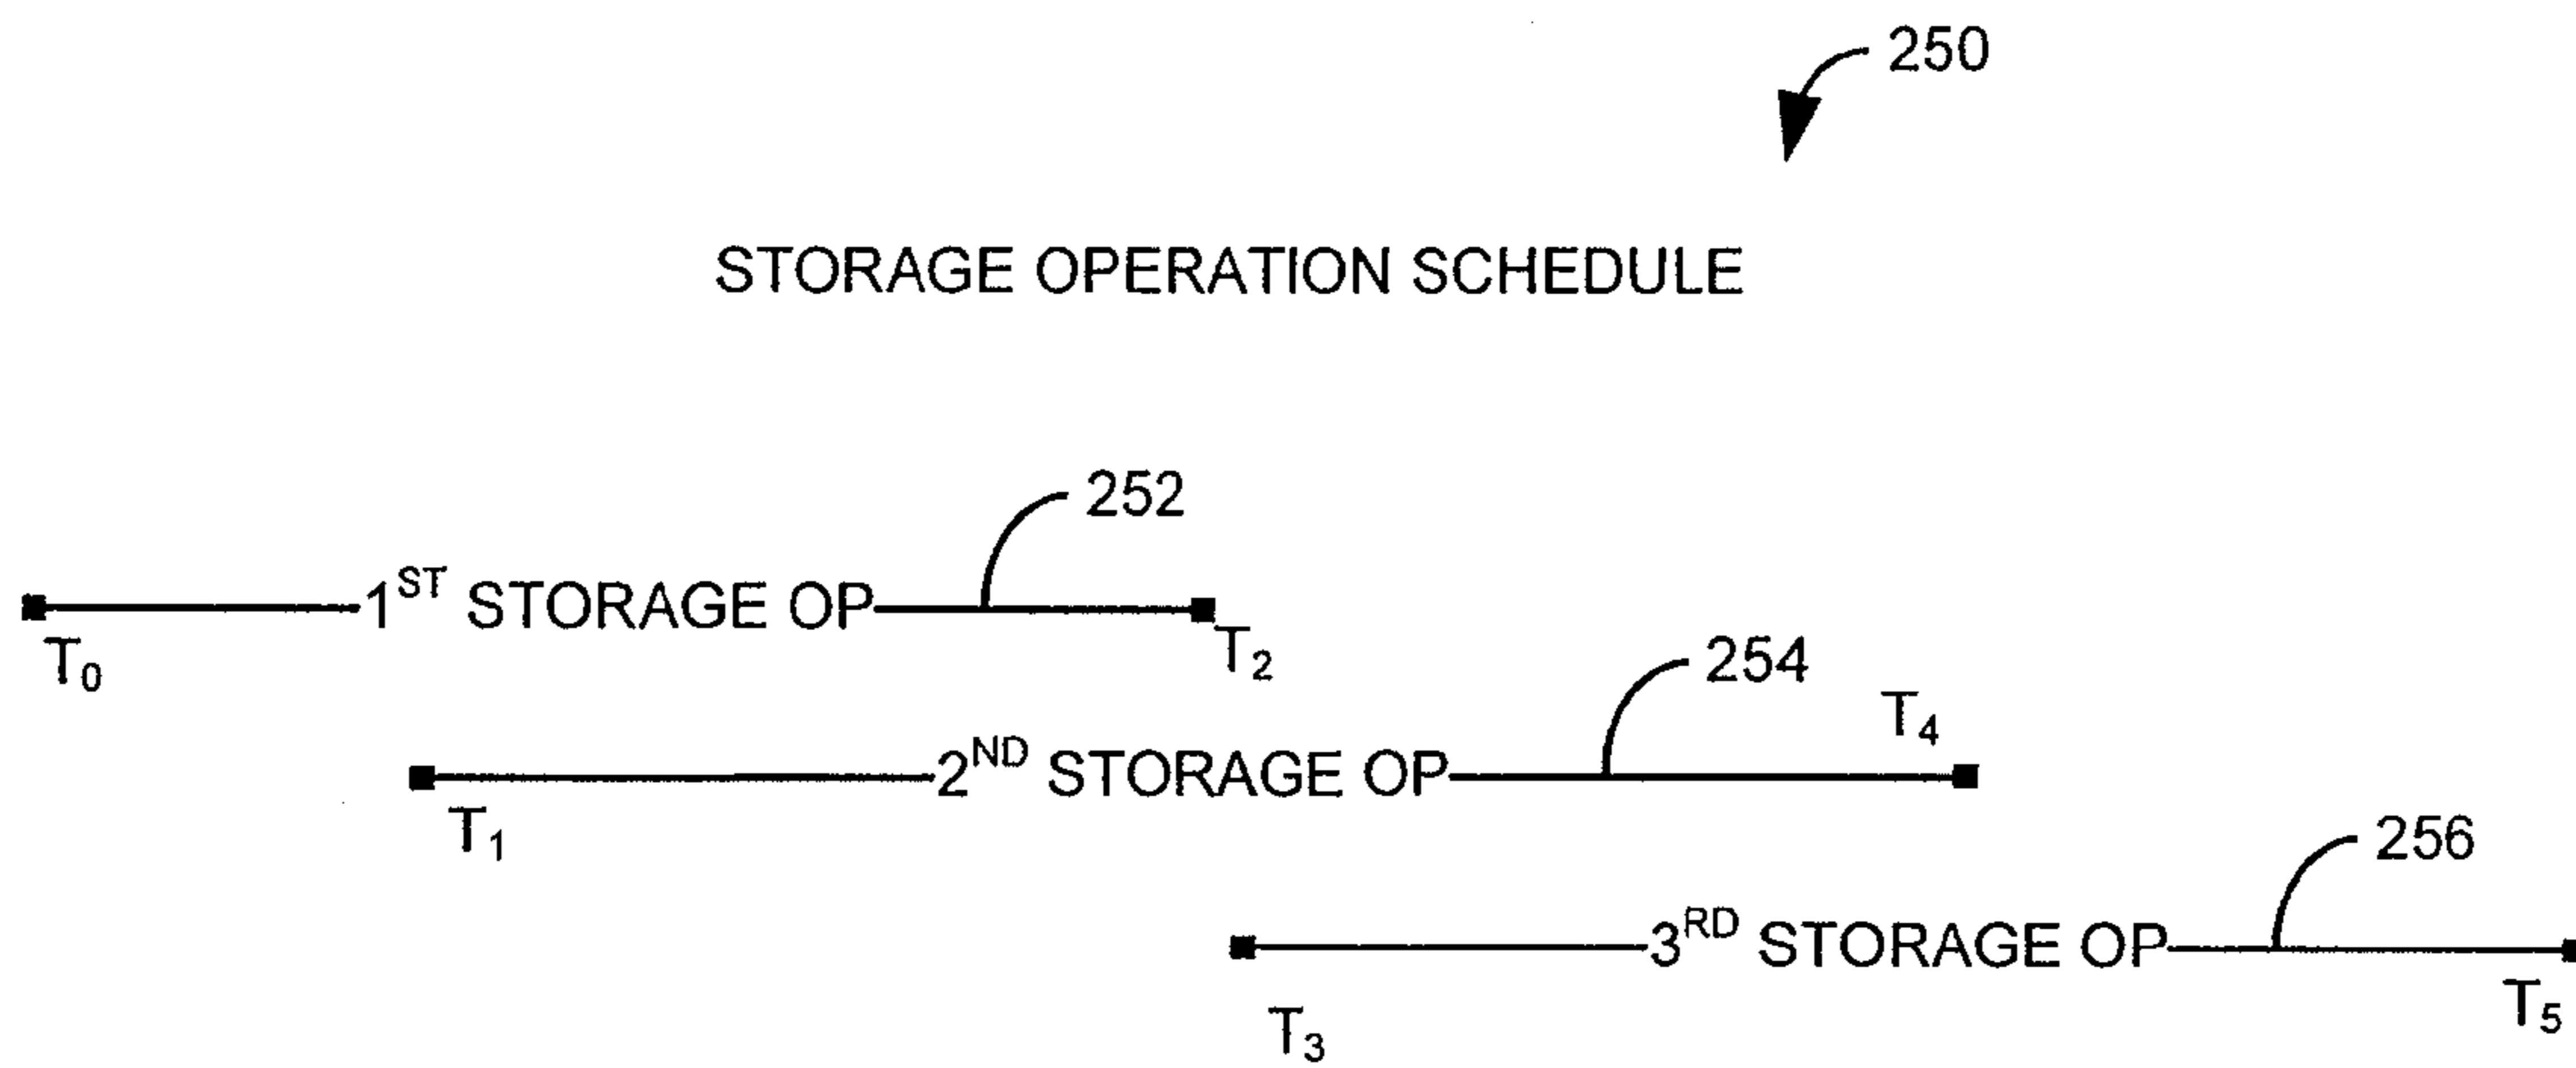 250
STORAGE OPERATION SCHEDULE
252
1ST STORAGE OP
T0
T2
254
T4
2ND STORAGE OP
T1
256
3RD STORAGE OP
T3
T5